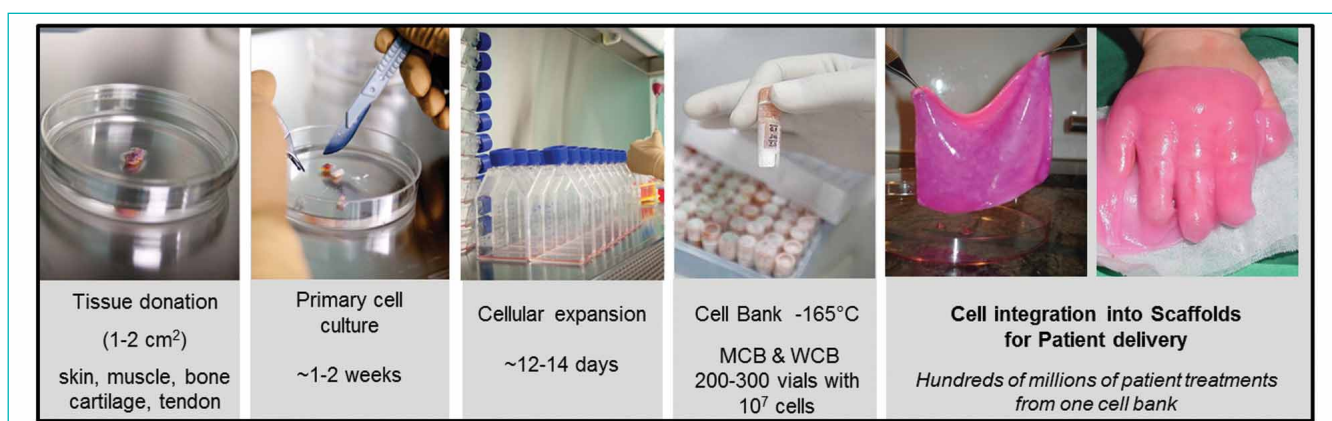 Tissue donation
(1-2 cm²)
skin, muscle, bone
cartilage, tendon
Primary cell
culture
~1-2 weeks
Cellular expansion
~12-14 days
Cell Bank -165°C
MCB & WCB
200-300 vials with
10⁷ cells
Cell integration into Scaffolds
for Patient delivery
Hundreds of millions of patient treatments
from one cell bank